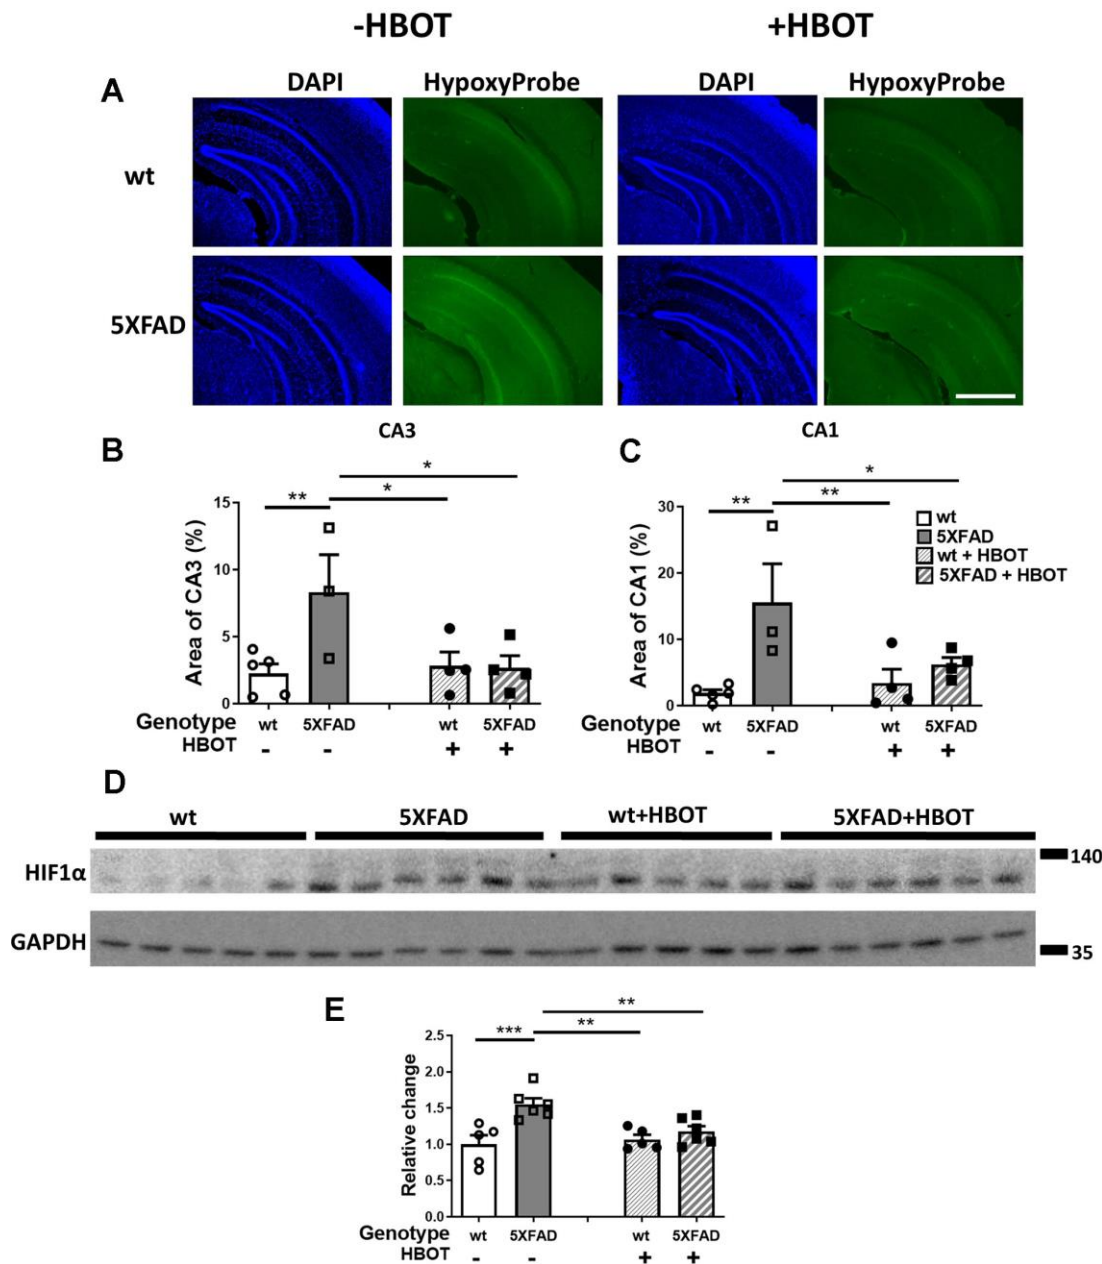 -HBOT +HBOT
A DAPI HypoxyProbe DAPI HypoxyProbe
wt
5XFAD
B CA3
** * *
15
10
5
0
Area of CA3 (%)
Genotype wt 5XFAD wt 5XFAD
HBOT - - + +
C CA1
** ** *
30
20
10
0
Area of CA1 (%)
wt
5XFAD
wt + HBOT
5XFAD + HBOT
Genotype wt 5XFAD wt 5XFAD
HBOT - - + +
D
wt 5XFAD wt+HBOT 5XFAD+HBOT
HIF1α 140
GAPDH 35
E
*** ** **
2.5
2.0
1.5
1.0
0.5
0.0
Relative change
Genotype wt 5XFAD wt 5XFAD
HBOT - - + +